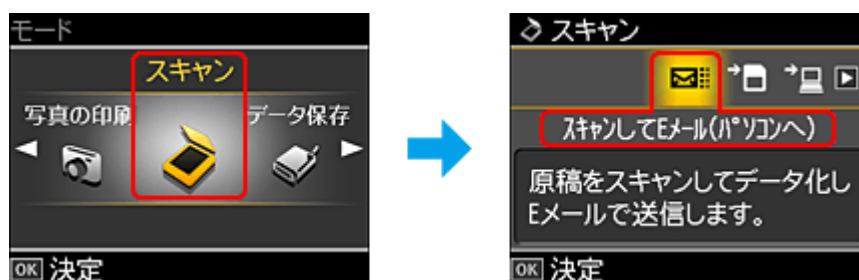 モード
スキャン
写真の印刷
データ保存
OK 決定
スキャン
ｽｷｬﾝしてEﾒｰﾙ(ﾊﾟｿｺﾝへ)
原稿をスキャンしてデータ化し
Eメールで送信します。
OK 決定